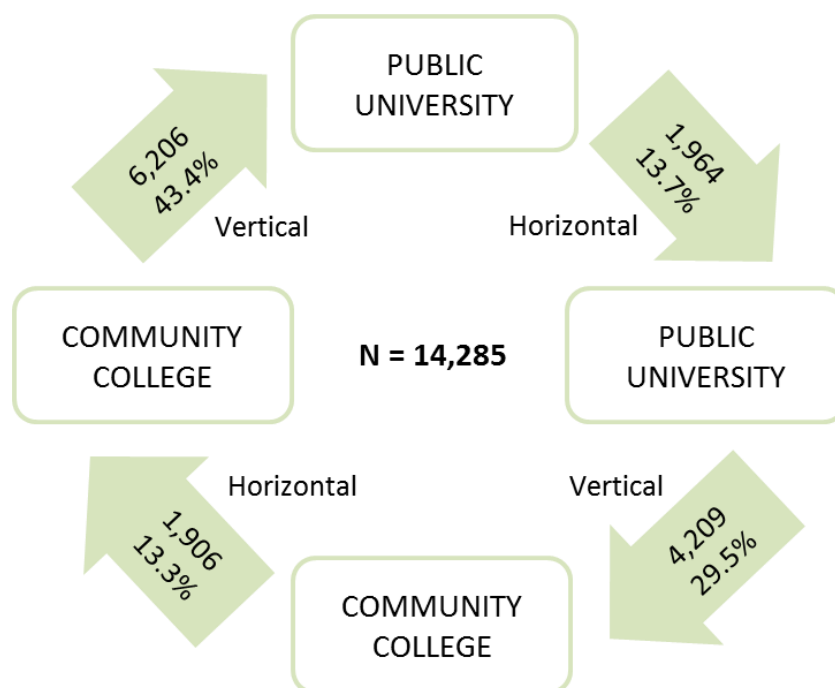 PUBLIC
UNIVERSITY
6,206
43.4%
Vertical
1,964
13.7%
Horizontal
COMMUNITY
COLLEGE
N = 14,285
PUBLIC
UNIVERSITY
Horizontal
1,906
13.3%
Vertical
4,209
29.5%
COMMUNITY
COLLEGE